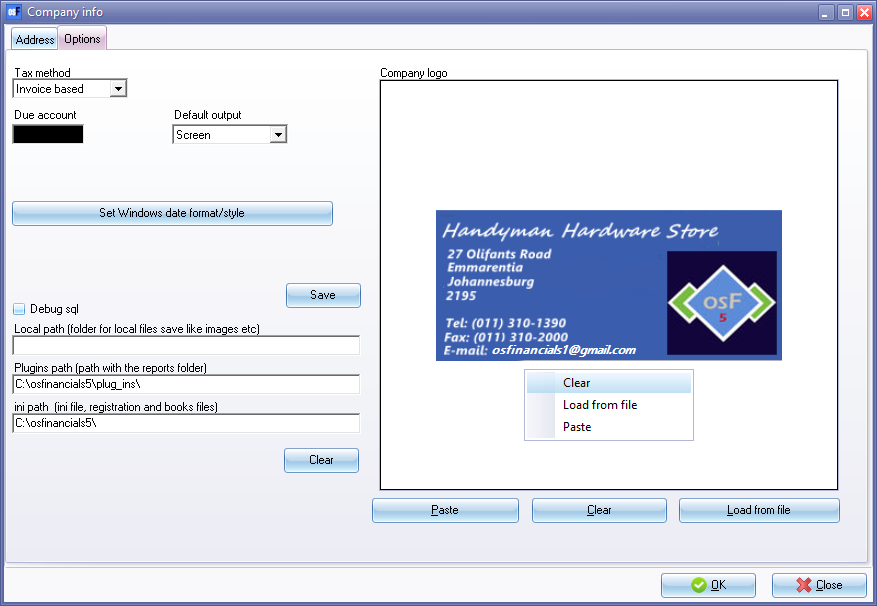 osF Company info
Address Options
Tax method
Invoice based
Due account
Default output
Screen
Set Windows date format/style
Save
Debug sql
Local path (folder for local files save like images etc)
Plugins path (path with the reports folder)
C:\osfinancials5\plug_ins\
ini path (ini file, registration and books files)
C:\osfinancials5\
Clear
Company logo
Handyman Hardware Store
27 Olifants Road
Emmarentia
Johannesburg
2195
Tel: (011) 310-1390
Fax: (011) 310-2000
E-mail: osfinancials1@gmail.com
osF
5
Clear
Load from file
Paste
Paste Clear Load from file
OK Close